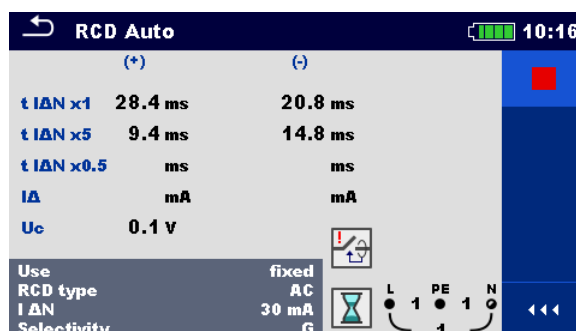 RCD Auto 10:16
(+) (-)
t IΔN x1 28.4 ms 20.8 ms
t IΔN x5 9.4 ms 14.8 ms
t IΔN x0.5 ms ms
IΔ mA mA
Uc 0.1 V
Use fixed
RCD type AC
I ΔN 30 mA
Selectivity G
L PE N
1 1
1